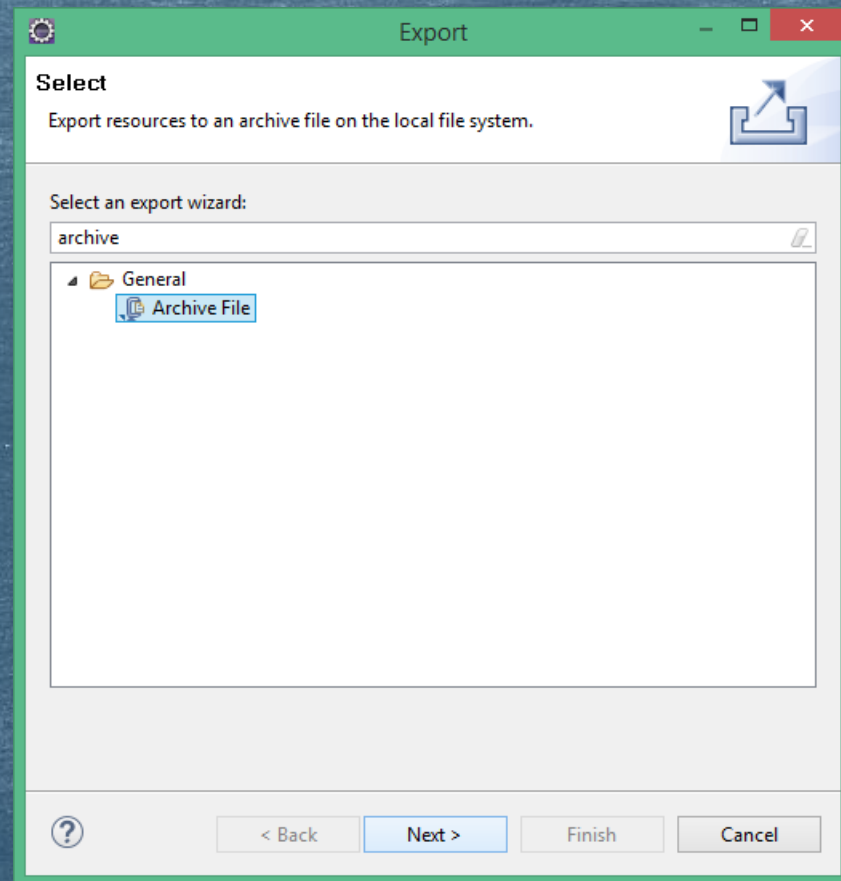 Export
Select
Export resources to an archive file on the local file system.
Select an export wizard:
archive
General
Archive File
? < Back Next > Finish Cancel